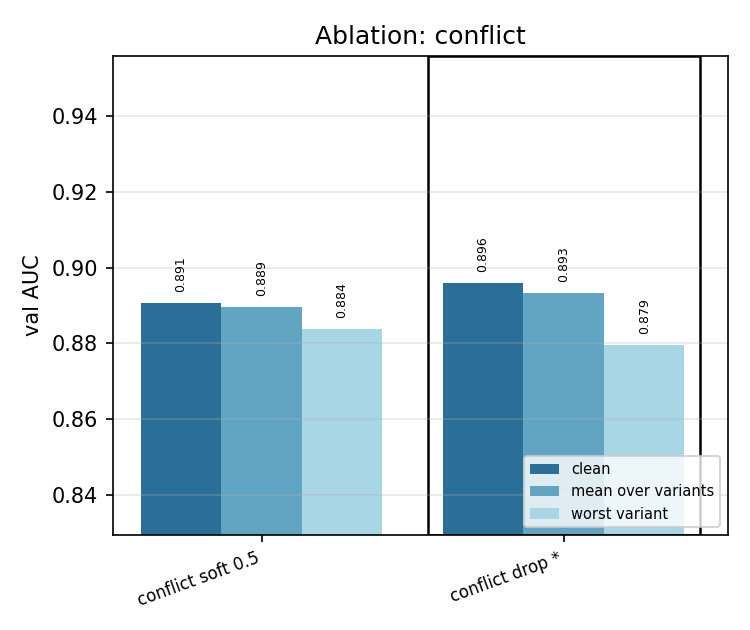 Ablation: conflict
val AUC
0.94
0.92
0.90
0.88
0.86
0.84
0.891
0.889
0.884
0.896
0.893
0.879
clean
mean over variants
worst variant
conflict soft 0.5
conflict drop *